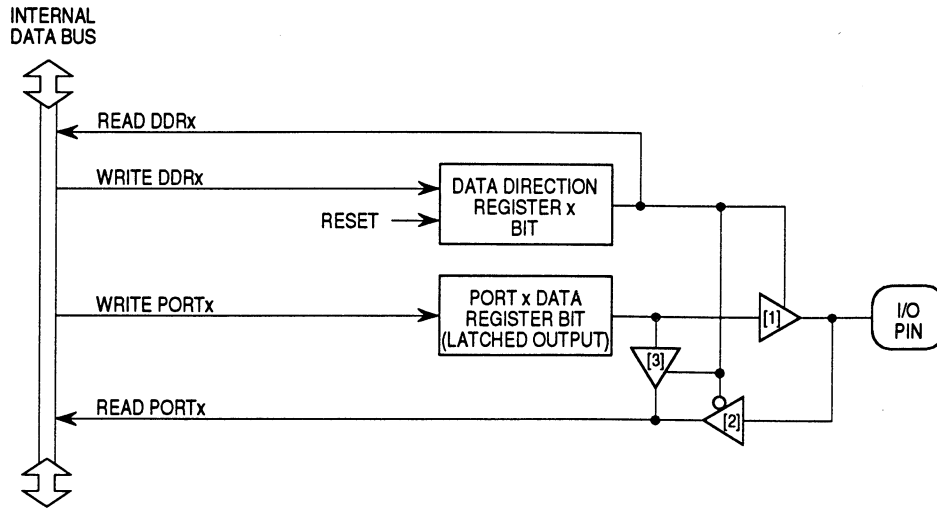 INTERNAL
DATA BUS
READ DDRx
WRITE DDRx
DATA DIRECTION
REGISTER x
BIT
RESET
WRITE PORTx
PORT x DATA
REGISTER BIT
(LATCHED OUTPUT)
[1]
I/O
PIN
[3]
READ PORTx
[2]